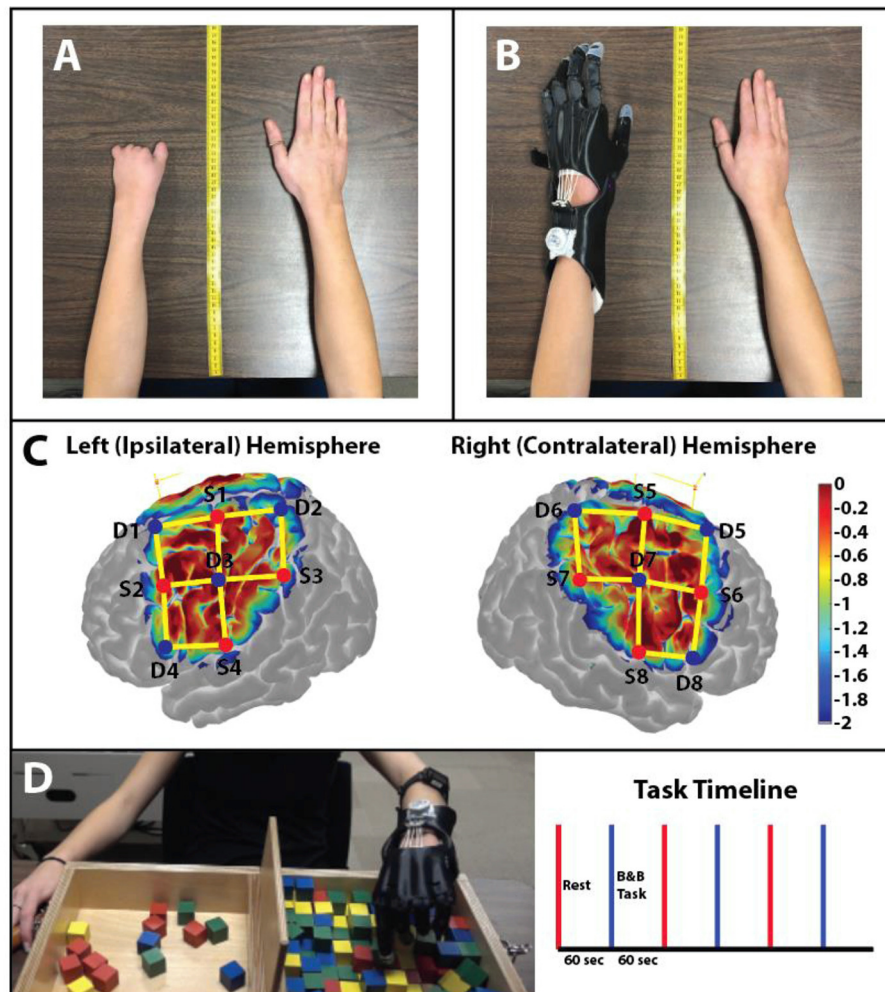 A
B
C
Left (Ipsilateral) Hemisphere
Right (Contralateral) Hemisphere
S1
D2
D1
D3
S2
S3
D4
S4
S5
D6
D5
D7
S7
S6
S8
D8
0
-0.2
-0.4
-0.6
-0.8
-1
-1.2
-1.4
-1.6
-1.8
-2
D
Task Timeline
Rest
B&B
Task
60 sec
60 sec